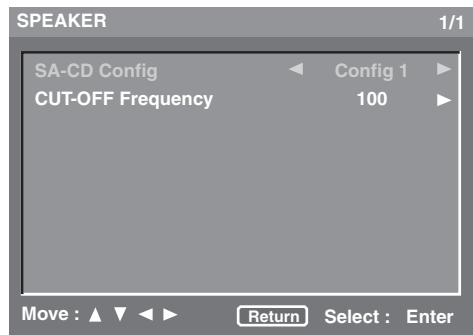 SPEAKER 1/1
SA-CD Config ◄ Config 1 ►
CUT-OFF Frequency 100 ►
Move : ▲ ▼ ◄ ► Return Select : Enter